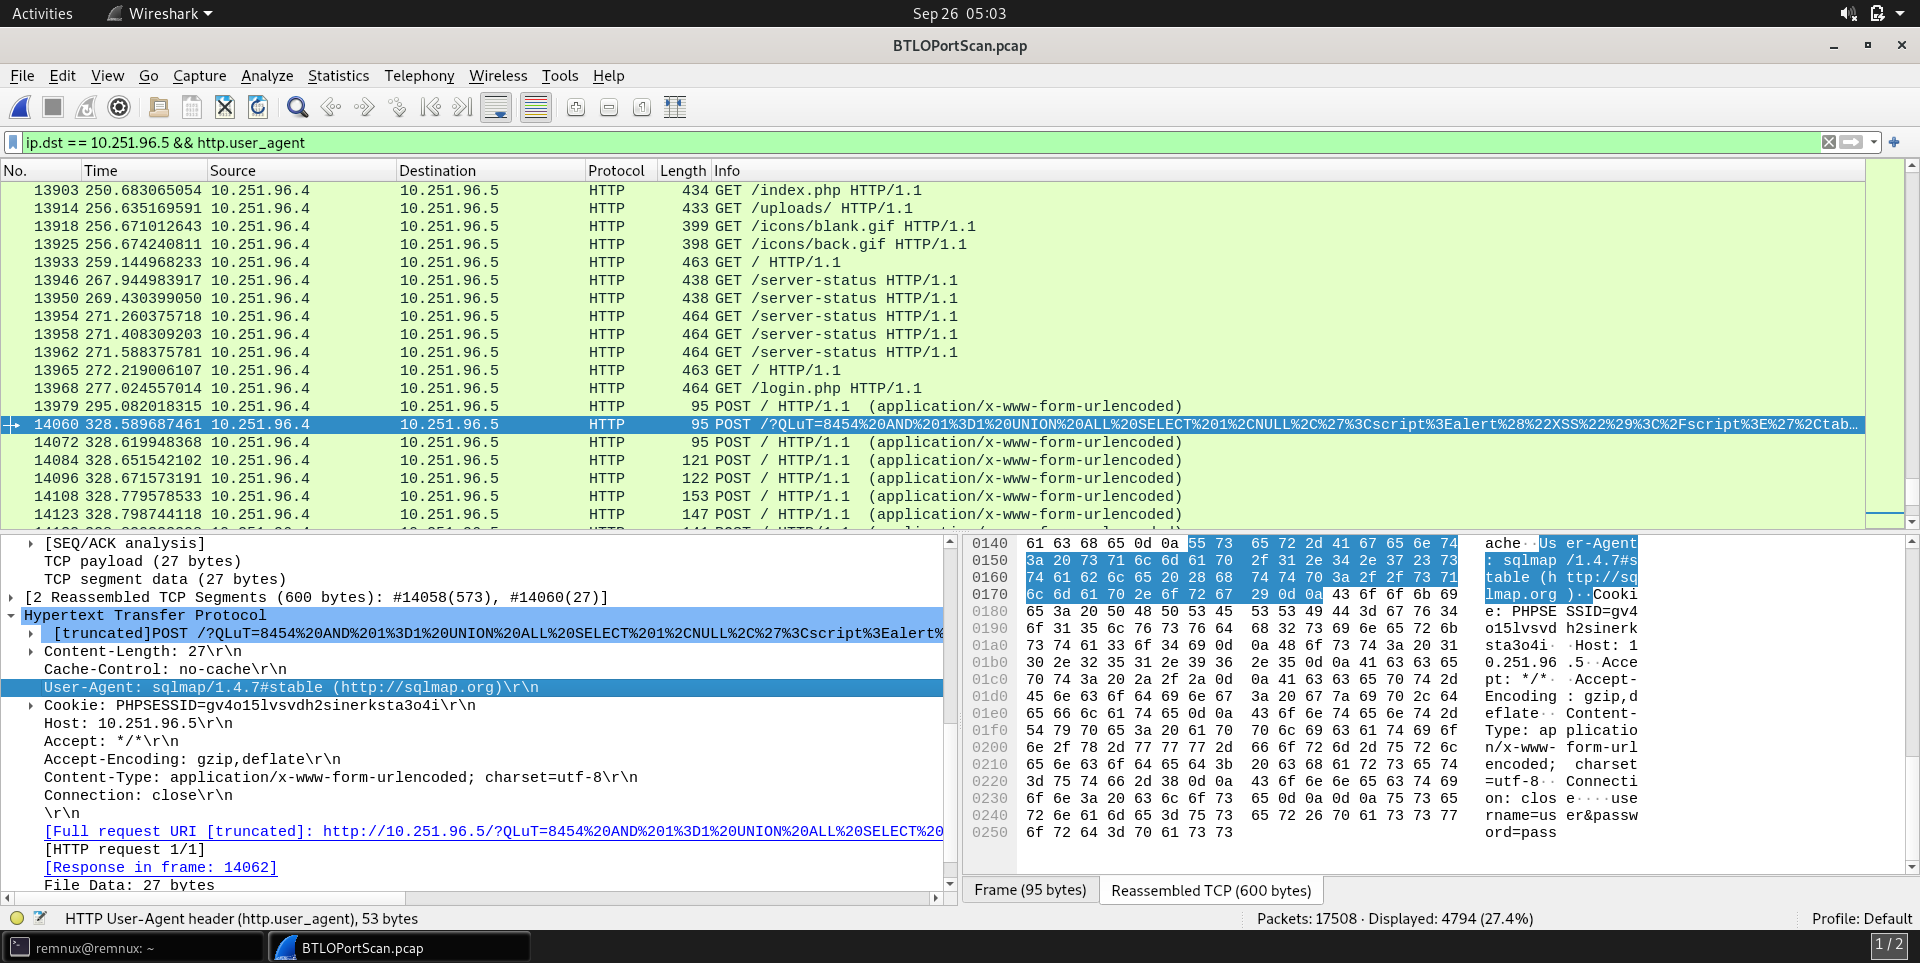 Activities Wireshark Sep 26 05:03
BTLOPortScan.pcap
File Edit View Go Capture Analyze Statistics Telephony Wireless Tools Help
ip.dst == 10.251.96.5 && http.user_agent
No. Time Source Destination Protocol Length Info
13903 250.683065054 10.251.96.4 10.251.96.5 HTTP 434 GET /index.php HTTP/1.1
13914 256.635169591 10.251.96.4 10.251.96.5 HTTP 433 GET /uploads/ HTTP/1.1
13918 256.671012643 10.251.96.4 10.251.96.5 HTTP 399 GET /icons/blank.gif HTTP/1.1
13925 256.674240811 10.251.96.4 10.251.96.5 HTTP 398 GET /icons/back.gif HTTP/1.1
13933 259.144968233 10.251.96.4 10.251.96.5 HTTP 463 GET / HTTP/1.1
13946 267.944983917 10.251.96.4 10.251.96.5 HTTP 438 GET /server-status HTTP/1.1
13950 269.430399050 10.251.96.4 10.251.96.5 HTTP 438 GET /server-status HTTP/1.1
13954 271.260375718 10.251.96.4 10.251.96.5 HTTP 464 GET /server-status HTTP/1.1
13958 271.408309203 10.251.96.4 10.251.96.5 HTTP 464 GET /server-status HTTP/1.1
13962 271.588375781 10.251.96.4 10.251.96.5 HTTP 464 GET /server-status HTTP/1.1
13965 272.219006107 10.251.96.4 10.251.96.5 HTTP 463 GET / HTTP/1.1
13968 277.024557014 10.251.96.4 10.251.96.5 HTTP 464 GET /login.php HTTP/1.1
13979 295.082018315 10.251.96.4 10.251.96.5 HTTP 95 POST / HTTP/1.1 (application/x-www-form-urlencoded)
14060 328.589687461 10.251.96.4 10.251.96.5 HTTP 95 POST /?QLuT=8454%20AND%201%3D1%20UNION%20ALL%20SELECT%201%2CNULL%2C%27%3Cscript%3Ealert%28%22XSS%22%29%3C%2Fscript%3E%27%2Ctab…
14072 328.619948368 10.251.96.4 10.251.96.5 HTTP 95 POST / HTTP/1.1 (application/x-www-form-urlencoded)
14084 328.651542102 10.251.96.4 10.251.96.5 HTTP 121 POST / HTTP/1.1 (application/x-www-form-urlencoded)
14096 328.671573191 10.251.96.4 10.251.96.5 HTTP 122 POST / HTTP/1.1 (application/x-www-form-urlencoded)
14108 328.779578533 10.251.96.4 10.251.96.5 HTTP 153 POST / HTTP/1.1 (application/x-www-form-urlencoded)
14123 328.798744118 10.251.96.4 10.251.96.5 HTTP 147 POST / HTTP/1.1 (application/x-www-form-urlencoded)
[SEQ/ACK analysis]
TCP payload (27 bytes)
TCP segment data (27 bytes)
[2 Reassembled TCP Segments (600 bytes): #14058(573), #14060(27)]
Hypertext Transfer Protocol
[truncated]POST /?QLuT=8454%20AND%201%3D1%20UNION%20ALL%20SELECT%201%2CNULL%2C%27%3Cscript%3Ealert%
Content-Length: 27\r\n
Cache-Control: no-cache\r\n
User-Agent: sqlmap/1.4.7#stable (http://sqlmap.org)\r\n
Cookie: PHPSESSID=gv4o15lvsvdh2sinerksta3o4i\r\n
Host: 10.251.96.5\r\n
Accept: */*\r\n
Accept-Encoding: gzip,deflate\r\n
Content-Type: application/x-www-form-urlencoded; charset=utf-8\r\n
Connection: close\r\n
\r\n
[Full request URI [truncated]: http://10.251.96.5/?QLuT=8454%20AND%201%3D1%20UNION%20ALL%20SELECT%20
[HTTP request 1/1]
[Response in frame: 14062]
File Data: 27 bytes
0140 61 63 68 65 0d 0a 55 73 65 72 2d 41 67 65 6e 74 ache··Us er-Agent
0150 3a 20 73 71 6c 6d 61 70 2f 31 2e 34 2e 37 23 73 : sqlmap /1.4.7#s
0160 74 61 62 6c 65 20 28 68 74 74 70 3a 2f 2f 73 71 table (h ttp://sq
0170 6c 6d 61 70 2e 6f 72 67 29 0d 0a 43 6f 6f 6b 69 lmap.org )··Cooki
0180 65 3a 20 50 48 50 53 45 53 53 49 44 3d 67 76 34 e: PHPSE SSID=gv4
0190 6f 31 35 6c 76 73 76 64 68 32 73 69 6e 65 72 6b o15lvsvd h2sinerk
01a0 73 74 61 33 6f 34 69 0d 0a 48 6f 73 74 3a 20 31 sta3o4i· ·Host: 1
01b0 30 2e 32 35 31 2e 39 36 2e 35 0d 0a 41 63 63 65 0.251.96 .5··Acce
01c0 70 74 3a 20 2a 2f 2a 0d 0a 41 63 63 65 70 74 2d pt: */*· ·Accept-
01d0 45 6e 63 6f 64 69 6e 67 3a 20 67 7a 69 70 2c 64 Encoding : gzip,d
01e0 65 66 6c 61 74 65 0d 0a 43 6f 6e 74 65 6e 74 2d eflate·· Content-
01f0 54 79 70 65 3a 20 61 70 70 6c 69 63 61 74 69 6f Type: ap plicatio
0200 6e 2f 78 2d 77 77 77 2d 66 6f 72 6d 2d 75 72 6c n/x-www- form-url
0210 65 6e 63 6f 64 65 64 3b 20 63 68 61 72 73 65 74 encoded; charset
0220 3d 75 74 66 2d 38 0d 0a 43 6f 6e 6e 65 63 74 69 =utf-8·· Connecti
0230 6f 6e 3a 20 63 6c 6f 73 65 0d 0a 0d 0a 75 73 65 on: clos e····use
0240 72 6e 61 6d 65 3d 75 73 65 72 26 70 61 73 73 77 rname=us er&passw
0250 6f 72 64 3d 70 61 73 73 ord=pass
Frame (95 bytes) Reassembled TCP (600 bytes)
HTTP User-Agent header (http.user_agent), 53 bytes Packets: 17508 · Displayed: 4794 (27.4%) Profile: Default
remnux@remnux: ~ BTLOPortScan.pcap 1 / 2